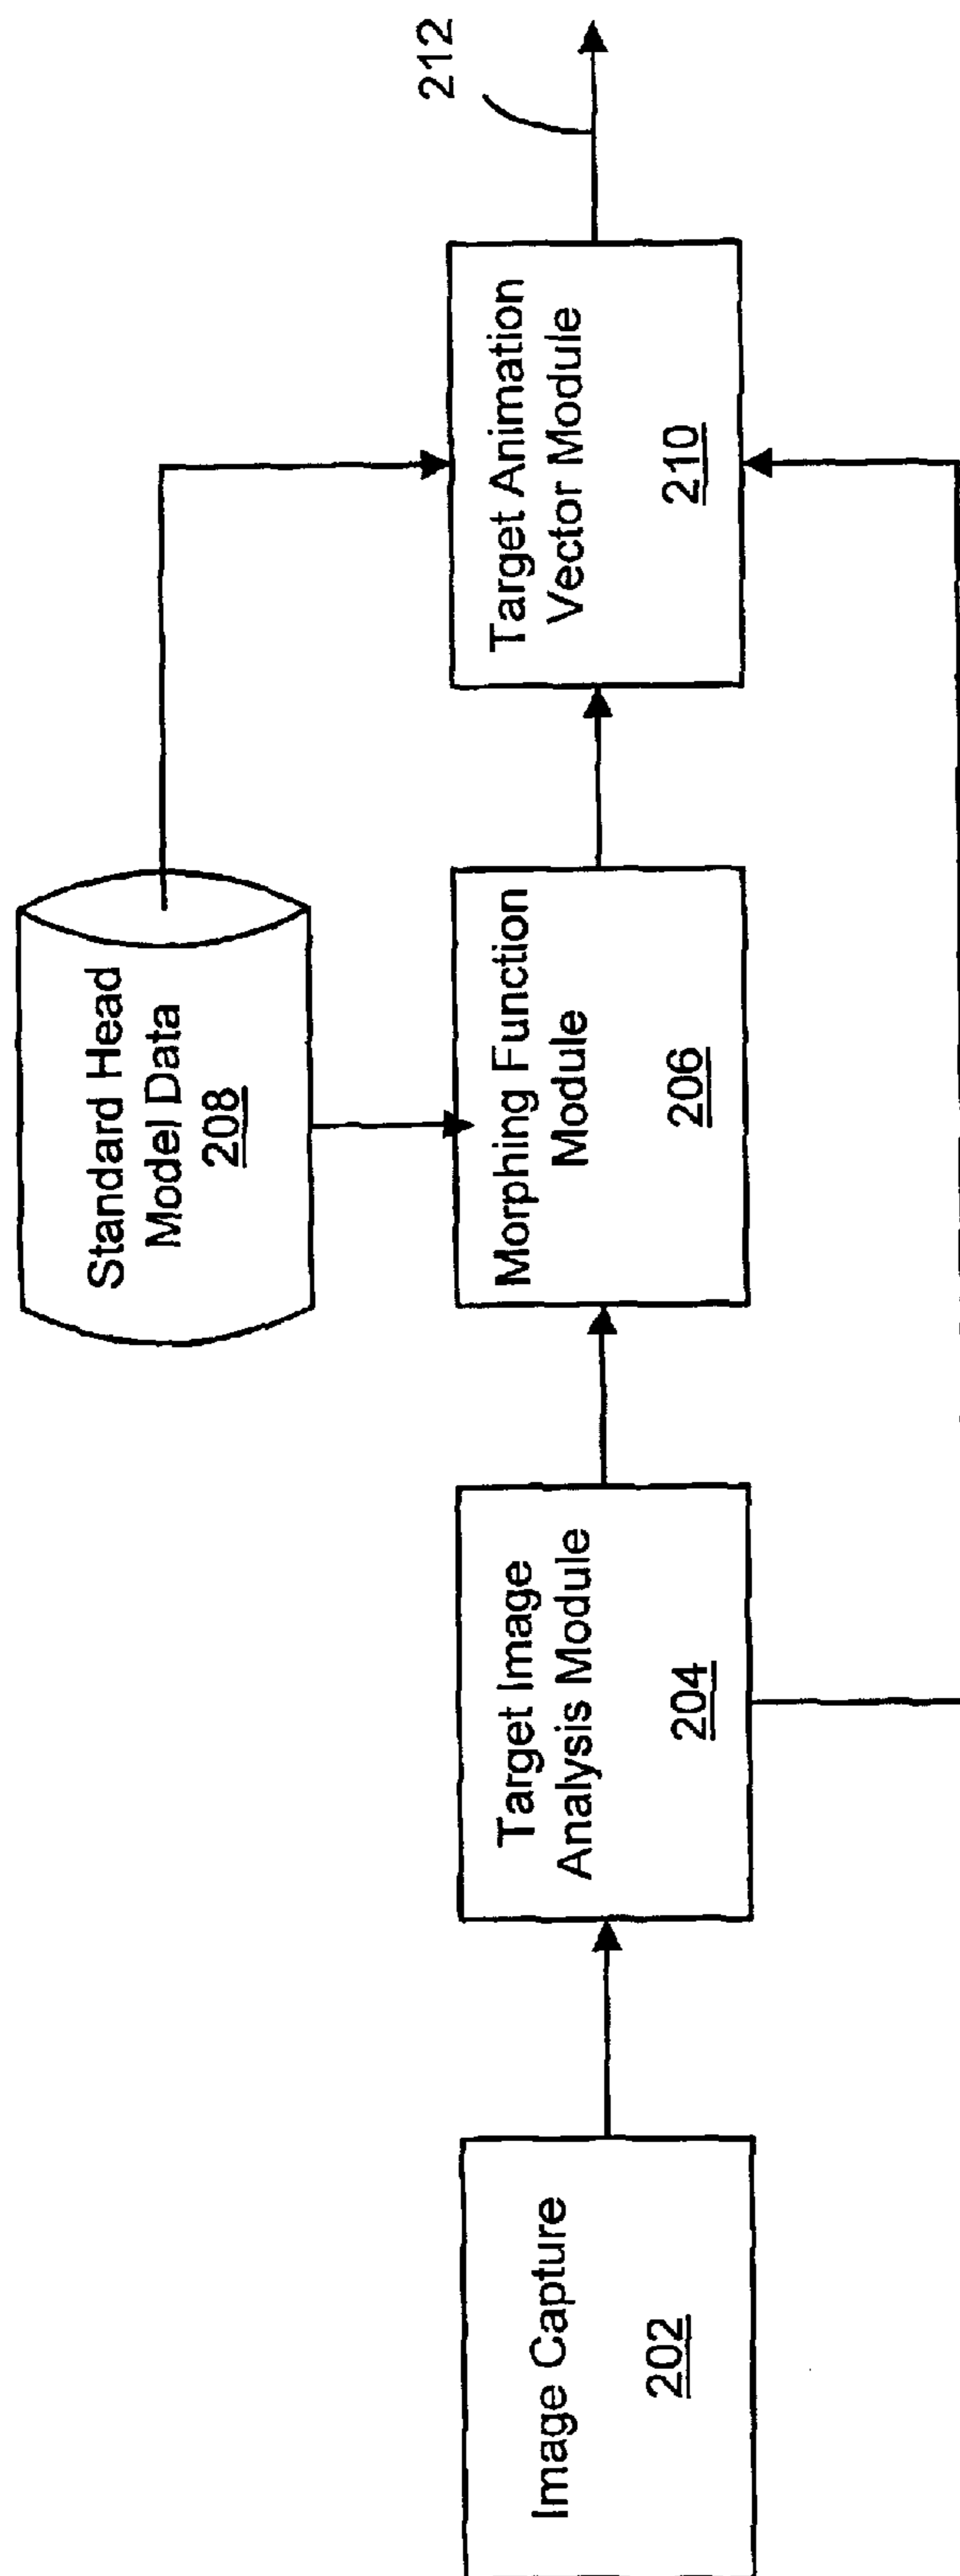 Standard Head
Model Data
208
212
Image Capture
202
Target Image
Analysis Module
204
Morphing Function
Module
206
Target Animation
Vector Module
210